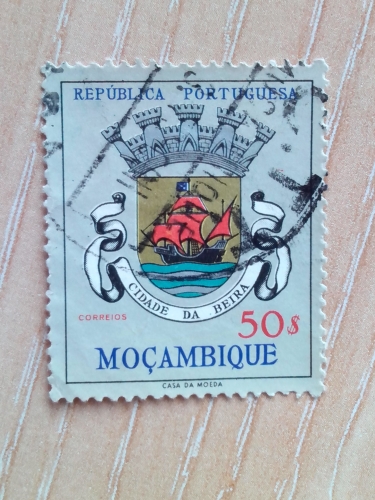 REPÚBLICA PORTUGUESA
CIDADE DA BEIRA
CORREIOS
50$
MOÇAMBIQUE
CASA DA MOEDA